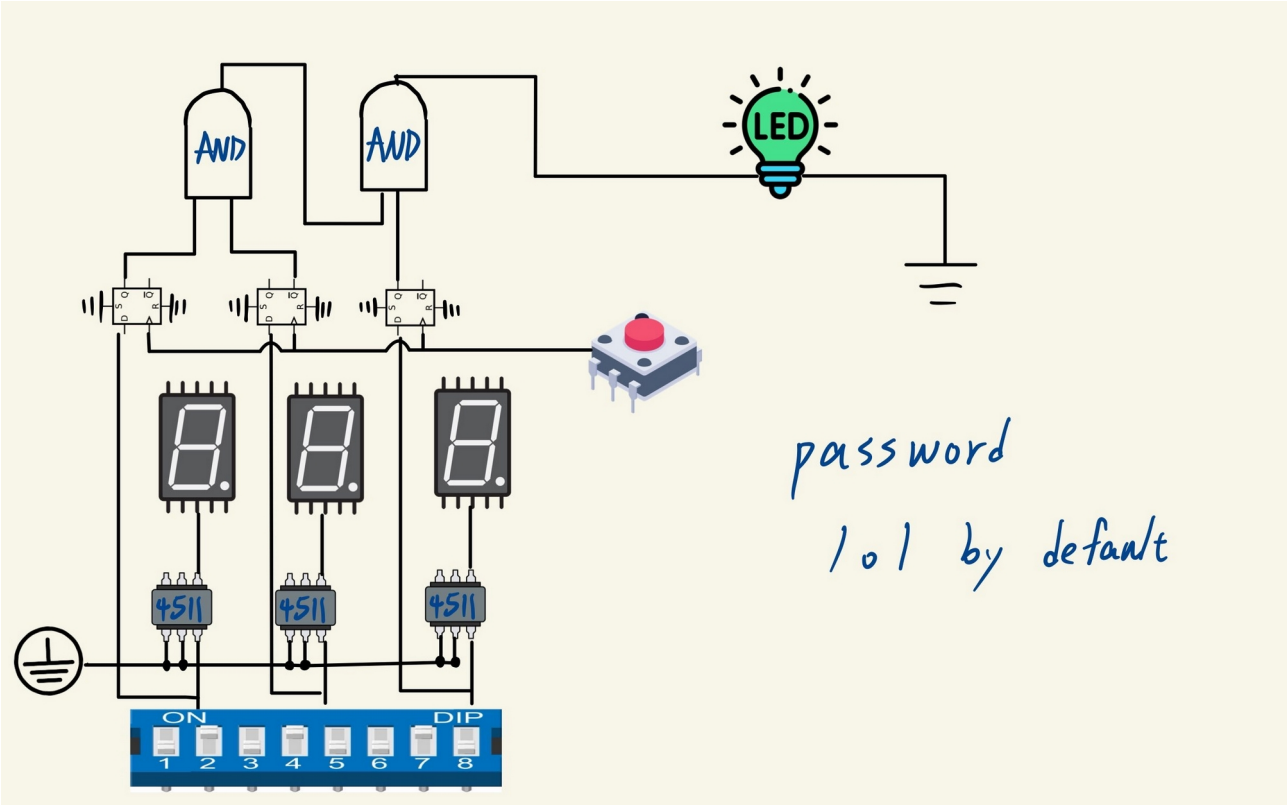 AND AND LED
S Q Q̅ R D
S Q Q̅ R D
S Q Q̅ R D
password
101 by default
4511 4511 4511
ON DIP
1 2 3 4 5 6 7 8